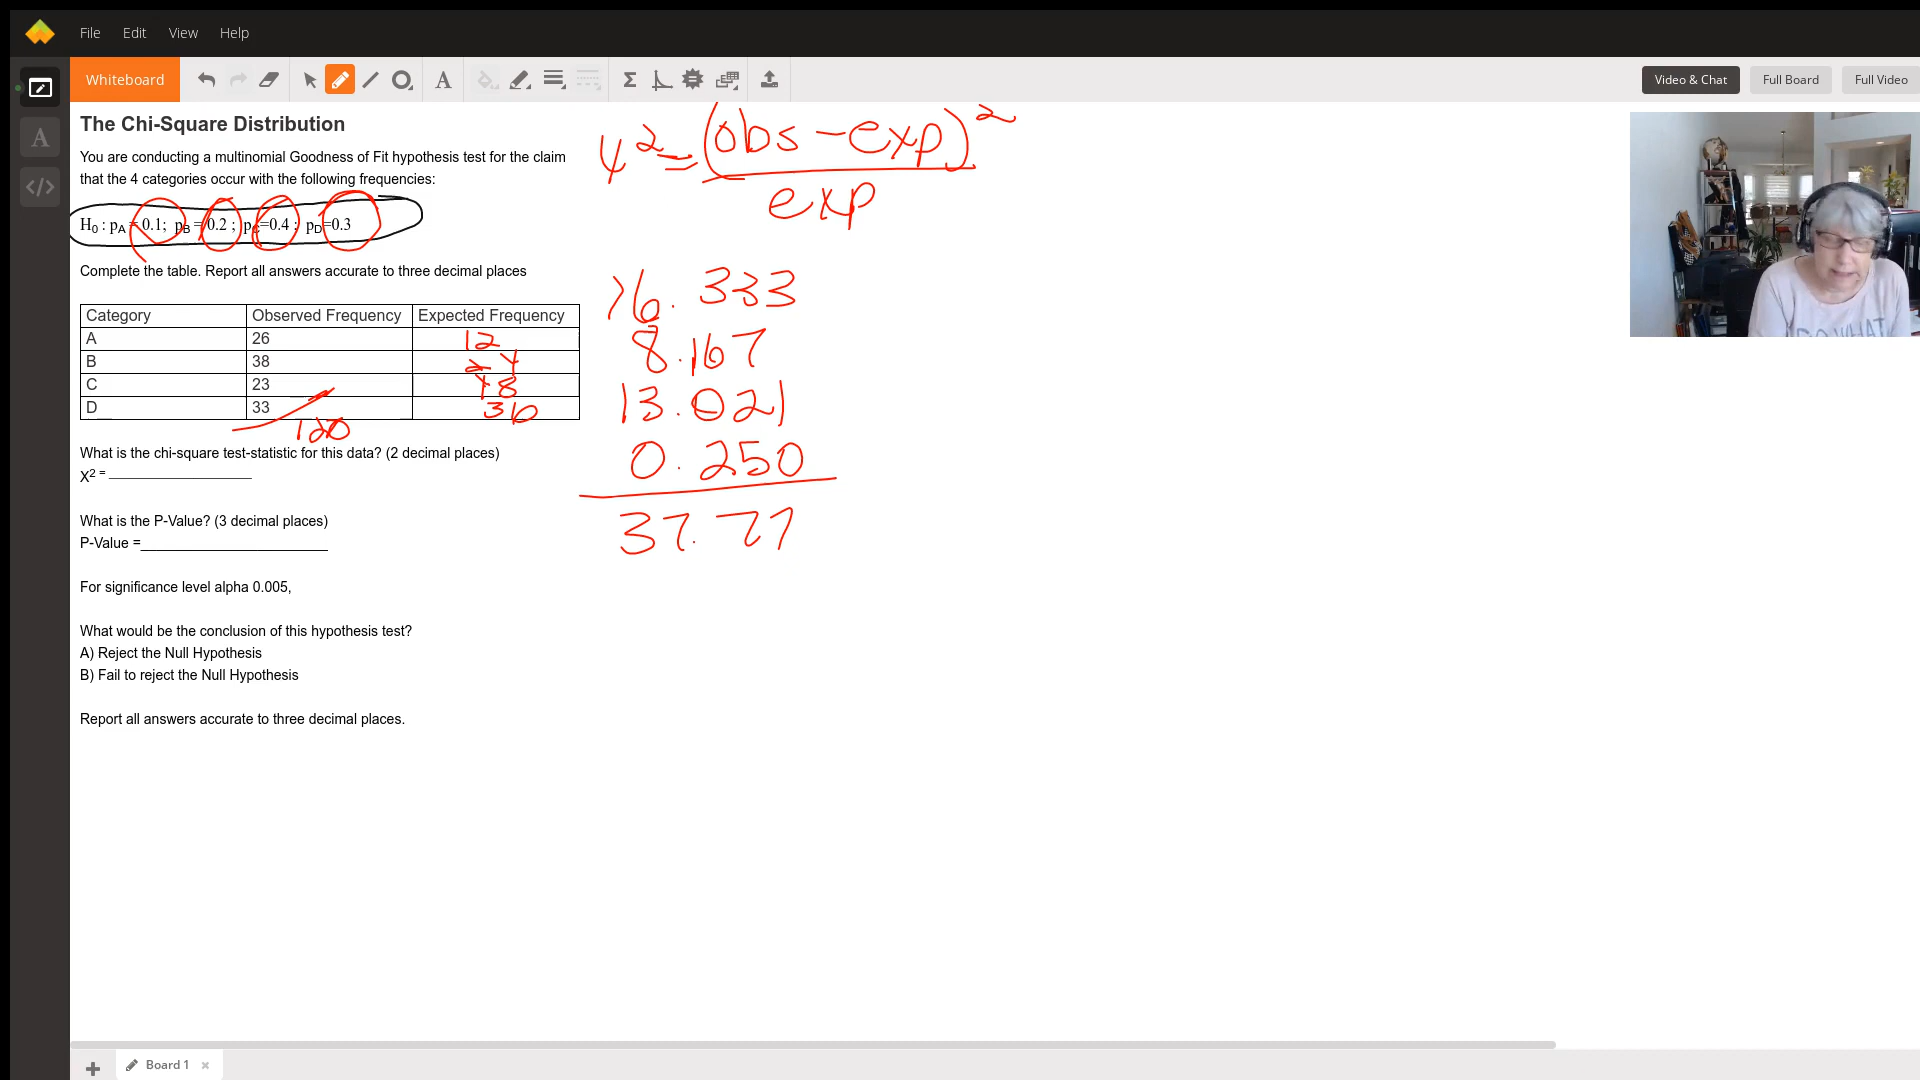 File Edit View Help
Whiteboard A Σ Video & Chat Full Board Full Video
A
</>
The Chi-Square Distribution
You are conducting a multinomial Goodness of Fit hypothesis test for the claim
that the 4 categories occur with the following frequencies:
H0 : pA = 0.1; pB = 0.2 ; pC=0.4 ; pD=0.3
Complete the table. Report all answers accurate to three decimal places
Category Observed Frequency Expected Frequency
A 26 12
B 38 24
C 23 48
D 33 36
120
What is the chi-square test-statistic for this data? (2 decimal places)
X2 =
What is the P-Value? (3 decimal places)
P-Value =
For significance level alpha 0.005,
What would be the conclusion of this hypothesis test?
A) Reject the Null Hypothesis
B) Fail to reject the Null Hypothesis
Report all answers accurate to three decimal places.
x2 = (obs - exp)2
exp
16.333
8.167
13.021
0.250
37.77
SO WHAT
Board 1